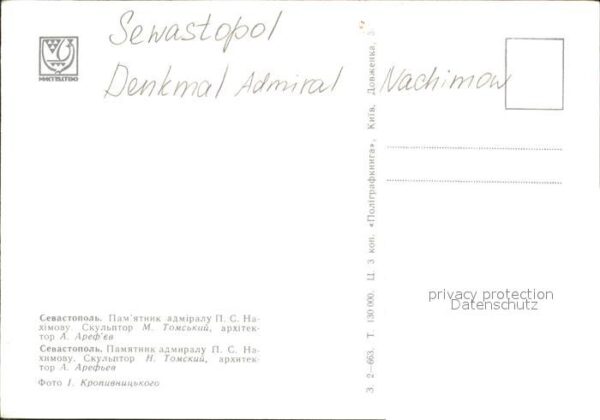 Sewastopol
Denkmal Admiral Nachimow
МИСТЕЦТВО
Севастополь. Пам'ятник адміралу П. С. На-
хімову. Скульптор М. Томський, архітек-
тор А. Ареф'єв
Севастополь. Памятник адмиралу П. С. На-
химову. Скульптор Н. Томский, архитек-
тор А. Арефьев
Фото І. Кропивницького
З. 2—663. Т. 130 000. Ц. 3 коп. «Поліграфкнига», Київ, Довженка, 3.
privacy protection
Datenschutz